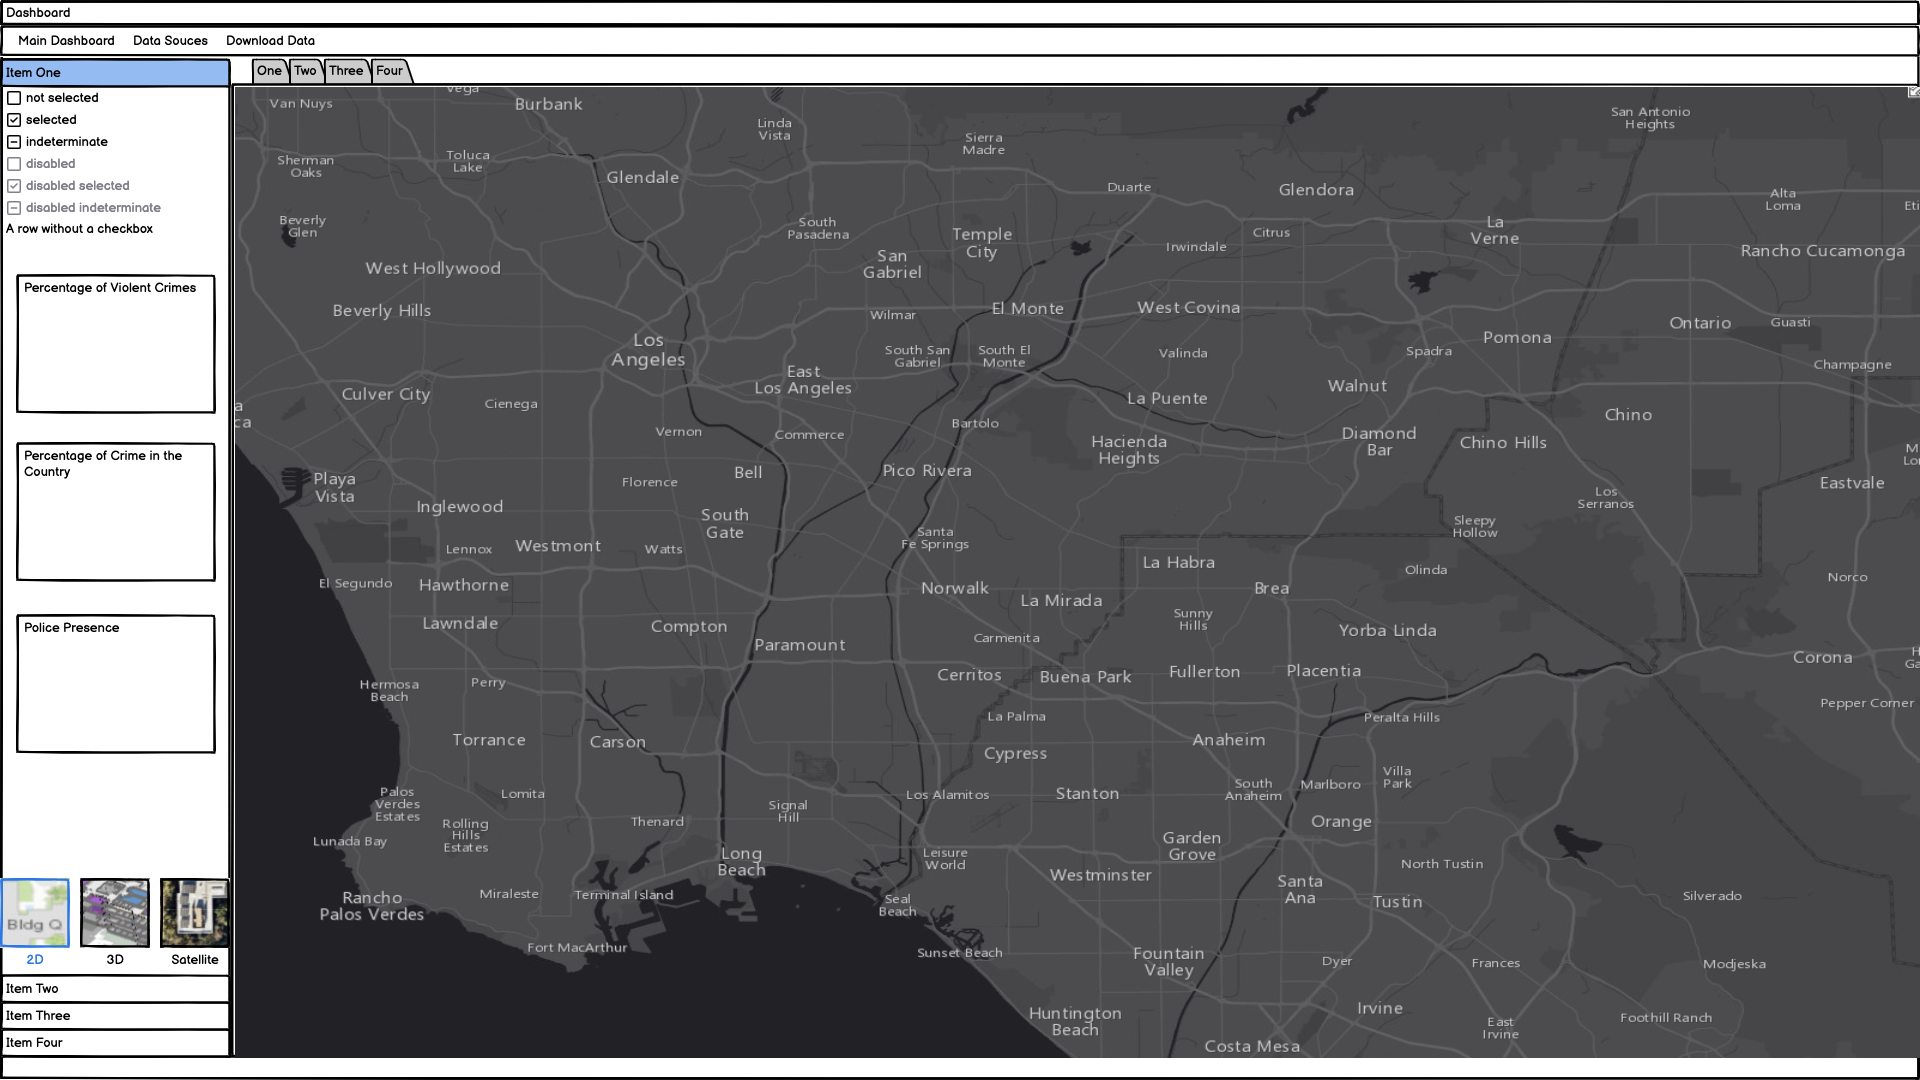 Dashboard
Main Dashboard Data Souces Download Data
Item One
One Two Three Four
not selected
selected
indeterminate
disabled
disabled selected
disabled indeterminate
A row without a checkbox
Percentage of Violent Crimes
Percentage of Crime in the
Country
Police Presence
Bldg Q
2D 3D Satellite
Item Two
Item Three
Item Four
Vega
Van Nuys
Burbank
Linda
Vista
Sierra
Madre
San Antonio
Heights
Sherman
Oaks
Toluca
Lake
Glendale
Duarte
Glendora
Alta
Loma
Beverly
Glen
South
Pasadena
Temple
City
San
Gabriel
Irwindale
Citrus
La
Verne
Rancho Cucamonga
West Hollywood
Beverly Hills
Wilmar
El Monte
West Covina
Ontario
Guasti
Los
Angeles
South San
Gabriel
South El
Monte
Valinda
Spadra
Pomona
Champagne
East
Los Angeles
Culver City
Cienega
La Puente
Walnut
Chino
Vernon
Commerce
Bartolo
Hacienda
Heights
Diamond
Bar
Chino Hills
Playa
Vista
Florence
Bell
Pico Rivera
Los
Serranos
Eastvale
Inglewood
South
Gate
Santa
Fe Springs
Sleepy
Hollow
Lennox
Westmont
Watts
La Habra
Olinda
El Segundo
Hawthorne
Norwalk
La Mirada
Brea
Norco
Lawndale
Compton
Paramount
Carmenita
Sunny
Hills
Yorba Linda
Hermosa
Beach
Perry
Cerritos
Buena Park
Fullerton
Placentia
Corona
La Palma
Peralta Hills
Pepper Corner
Torrance
Carson
Cypress
Anaheim
Palos
Verdes
Estates
Lomita
Signal
Hill
Los Alamitos
Stanton
South
Anaheim
Marlboro
Villa
Park
Lunada Bay
Rolling
Hills
Estates
Thenard
Garden
Grove
Orange
Long
Beach
Leisure
World
Westminster
North Tustin
Rancho
Palos Verdes
Miraleste
Terminal Island
Seal
Beach
Santa
Ana
Tustin
Silverado
Fort MacArthur
Sunset Beach
Fountain
Valley
Dyer
Frances
Modjeska
Huntington
Beach
Irvine
East
Irvine
Foothill Ranch
Costa Mesa